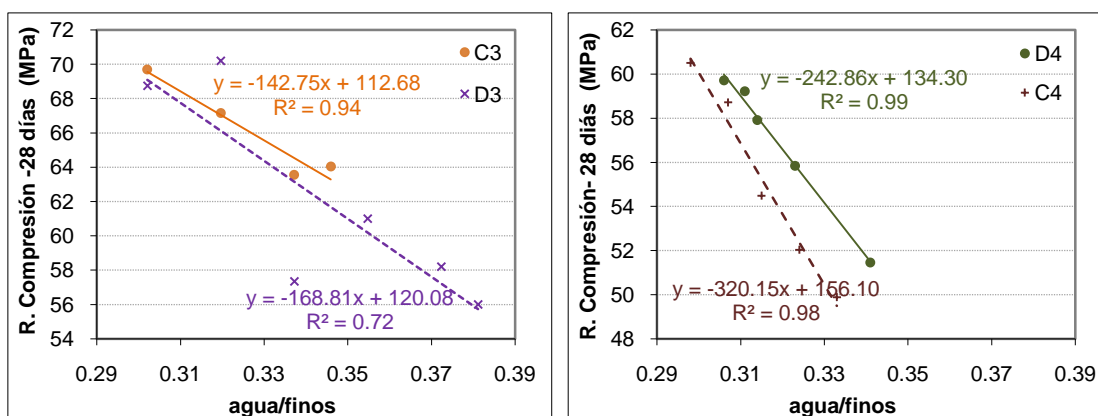 R. Compresión -28 días (MPa)
72
70
68
66
64
62
60
58
56
54
C3
D3
y = -142.75x + 112.68
R² = 0.94
y = -168.81x + 120.08
R² = 0.72
0.29 0.31 0.33 0.35 0.37 0.39
agua/finos
R. Compresión- 28 diás (MPa)
62
60
58
56
54
52
50
48
D4
C4
y = -242.86x + 134.30
R² = 0.99
y = -320.15x + 156.10
R² = 0.98
0.29 0.31 0.33 0.35 0.37 0.39
agua/finos